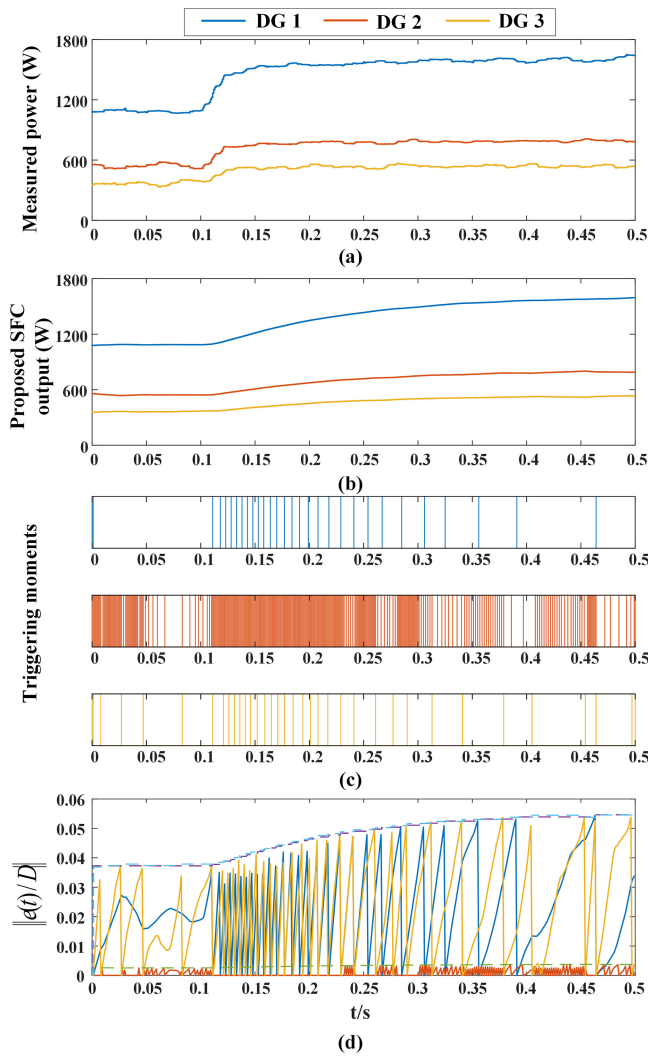 DG 1 DG 2 DG 3
Measured power (W)
1800
1200
600
0
0 0.05 0.1 0.15 0.2 0.25 0.3 0.35 0.4 0.45 0.5
(a)
Proposed SFC
output (W)
1800
1200
600
0
0 0.05 0.1 0.15 0.2 0.25 0.3 0.35 0.4 0.45 0.5
(b)
Triggering moments
0 0.05 0.1 0.15 0.2 0.25 0.3 0.35 0.4 0.45 0.5
0 0.05 0.1 0.15 0.2 0.25 0.3 0.35 0.4 0.45 0.5
0 0.05 0.1 0.15 0.2 0.25 0.3 0.35 0.4 0.45 0.5
(c)
‖e(t)/D‖
0.06
0.05
0.04
0.03
0.02
0.01
0
0 0.05 0.1 0.15 0.2 0.25 0.3 0.35 0.4 0.45 0.5
t/s
(d)